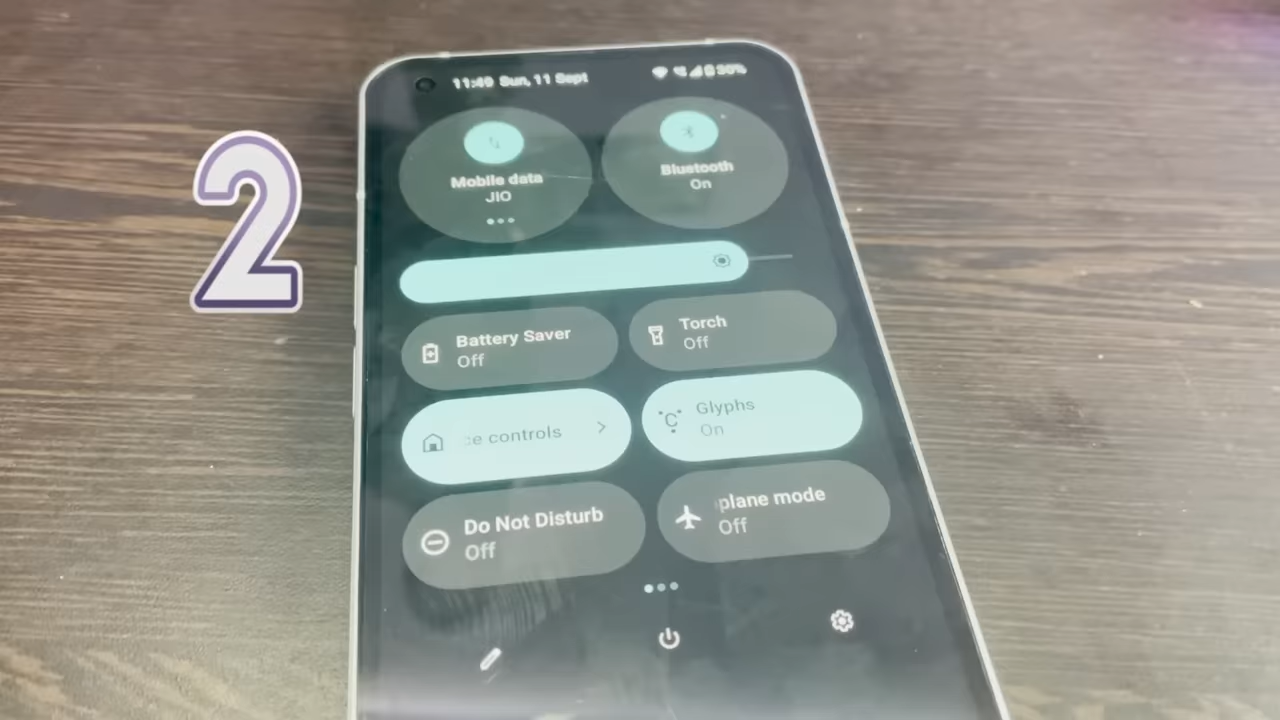 11:49 Sun, 11 Sept
2
Mobile data
JIO
Bluetooth
On
Battery Saver
Off
Torch
Off
ce controls
Glyphs
On
Do Not Disturb
Off
plane mode
Off